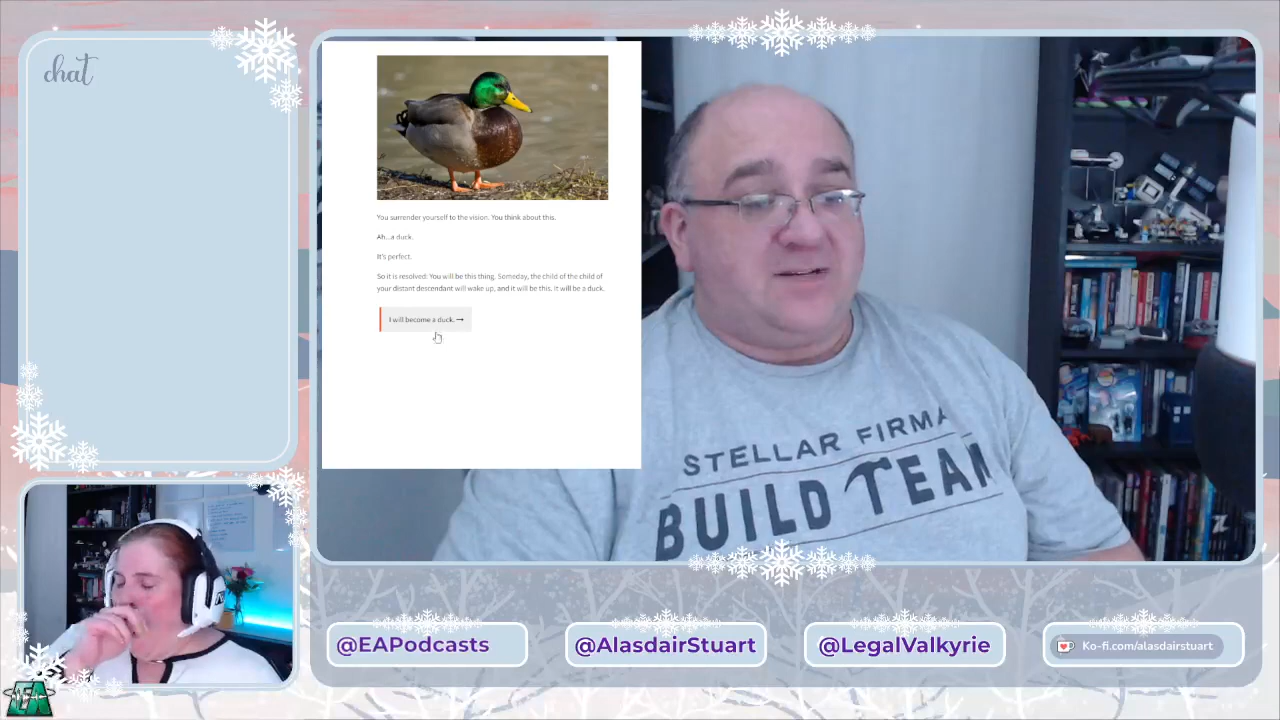 chat
You surrender yourself to the vision. You think about this.
Ah...a duck.
It's perfect.
So it is resolved: You will be this thing. Someday, the child of the child of
your distant descendant will wake up, and it will be this. It will be a duck.
I will become a duck. →
STELLAR FIRMA
BUILD TEAM
@EAPodcasts
@AlasdairStuart
@LegalValkyrie
Ko-fi.com/alasdairstuart
EA